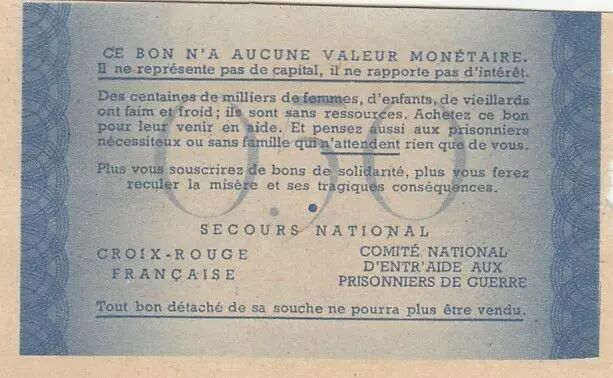 CE BON N'A AUCUNE VALEUR MONÉTAIRE.
Il ne représente pas de capital, il ne rapporte pas d'intérêt.
Des centaines de milliers de femmes, d'enfants, de vieillards
ont faim et froid; ils sont sans ressources. Achetez ce bon
pour leur venir en aide. Et pensez aussi aux prisonniers
nécessiteux ou sans famille qui n'attendent rien que de vous.
0.50
Plus vous souscrirez de bons de solidarité, plus vous ferez
reculer la misère et ses tragiques conséquences.
SECOURS NATIONAL
CROIX-ROUGE
FRANÇAISE
COMITÉ NATIONAL
D'ENTR'AIDE AUX
PRISONNIERS DE GUERRE
Tout bon détaché de sa souche ne pourra plus être vendu.